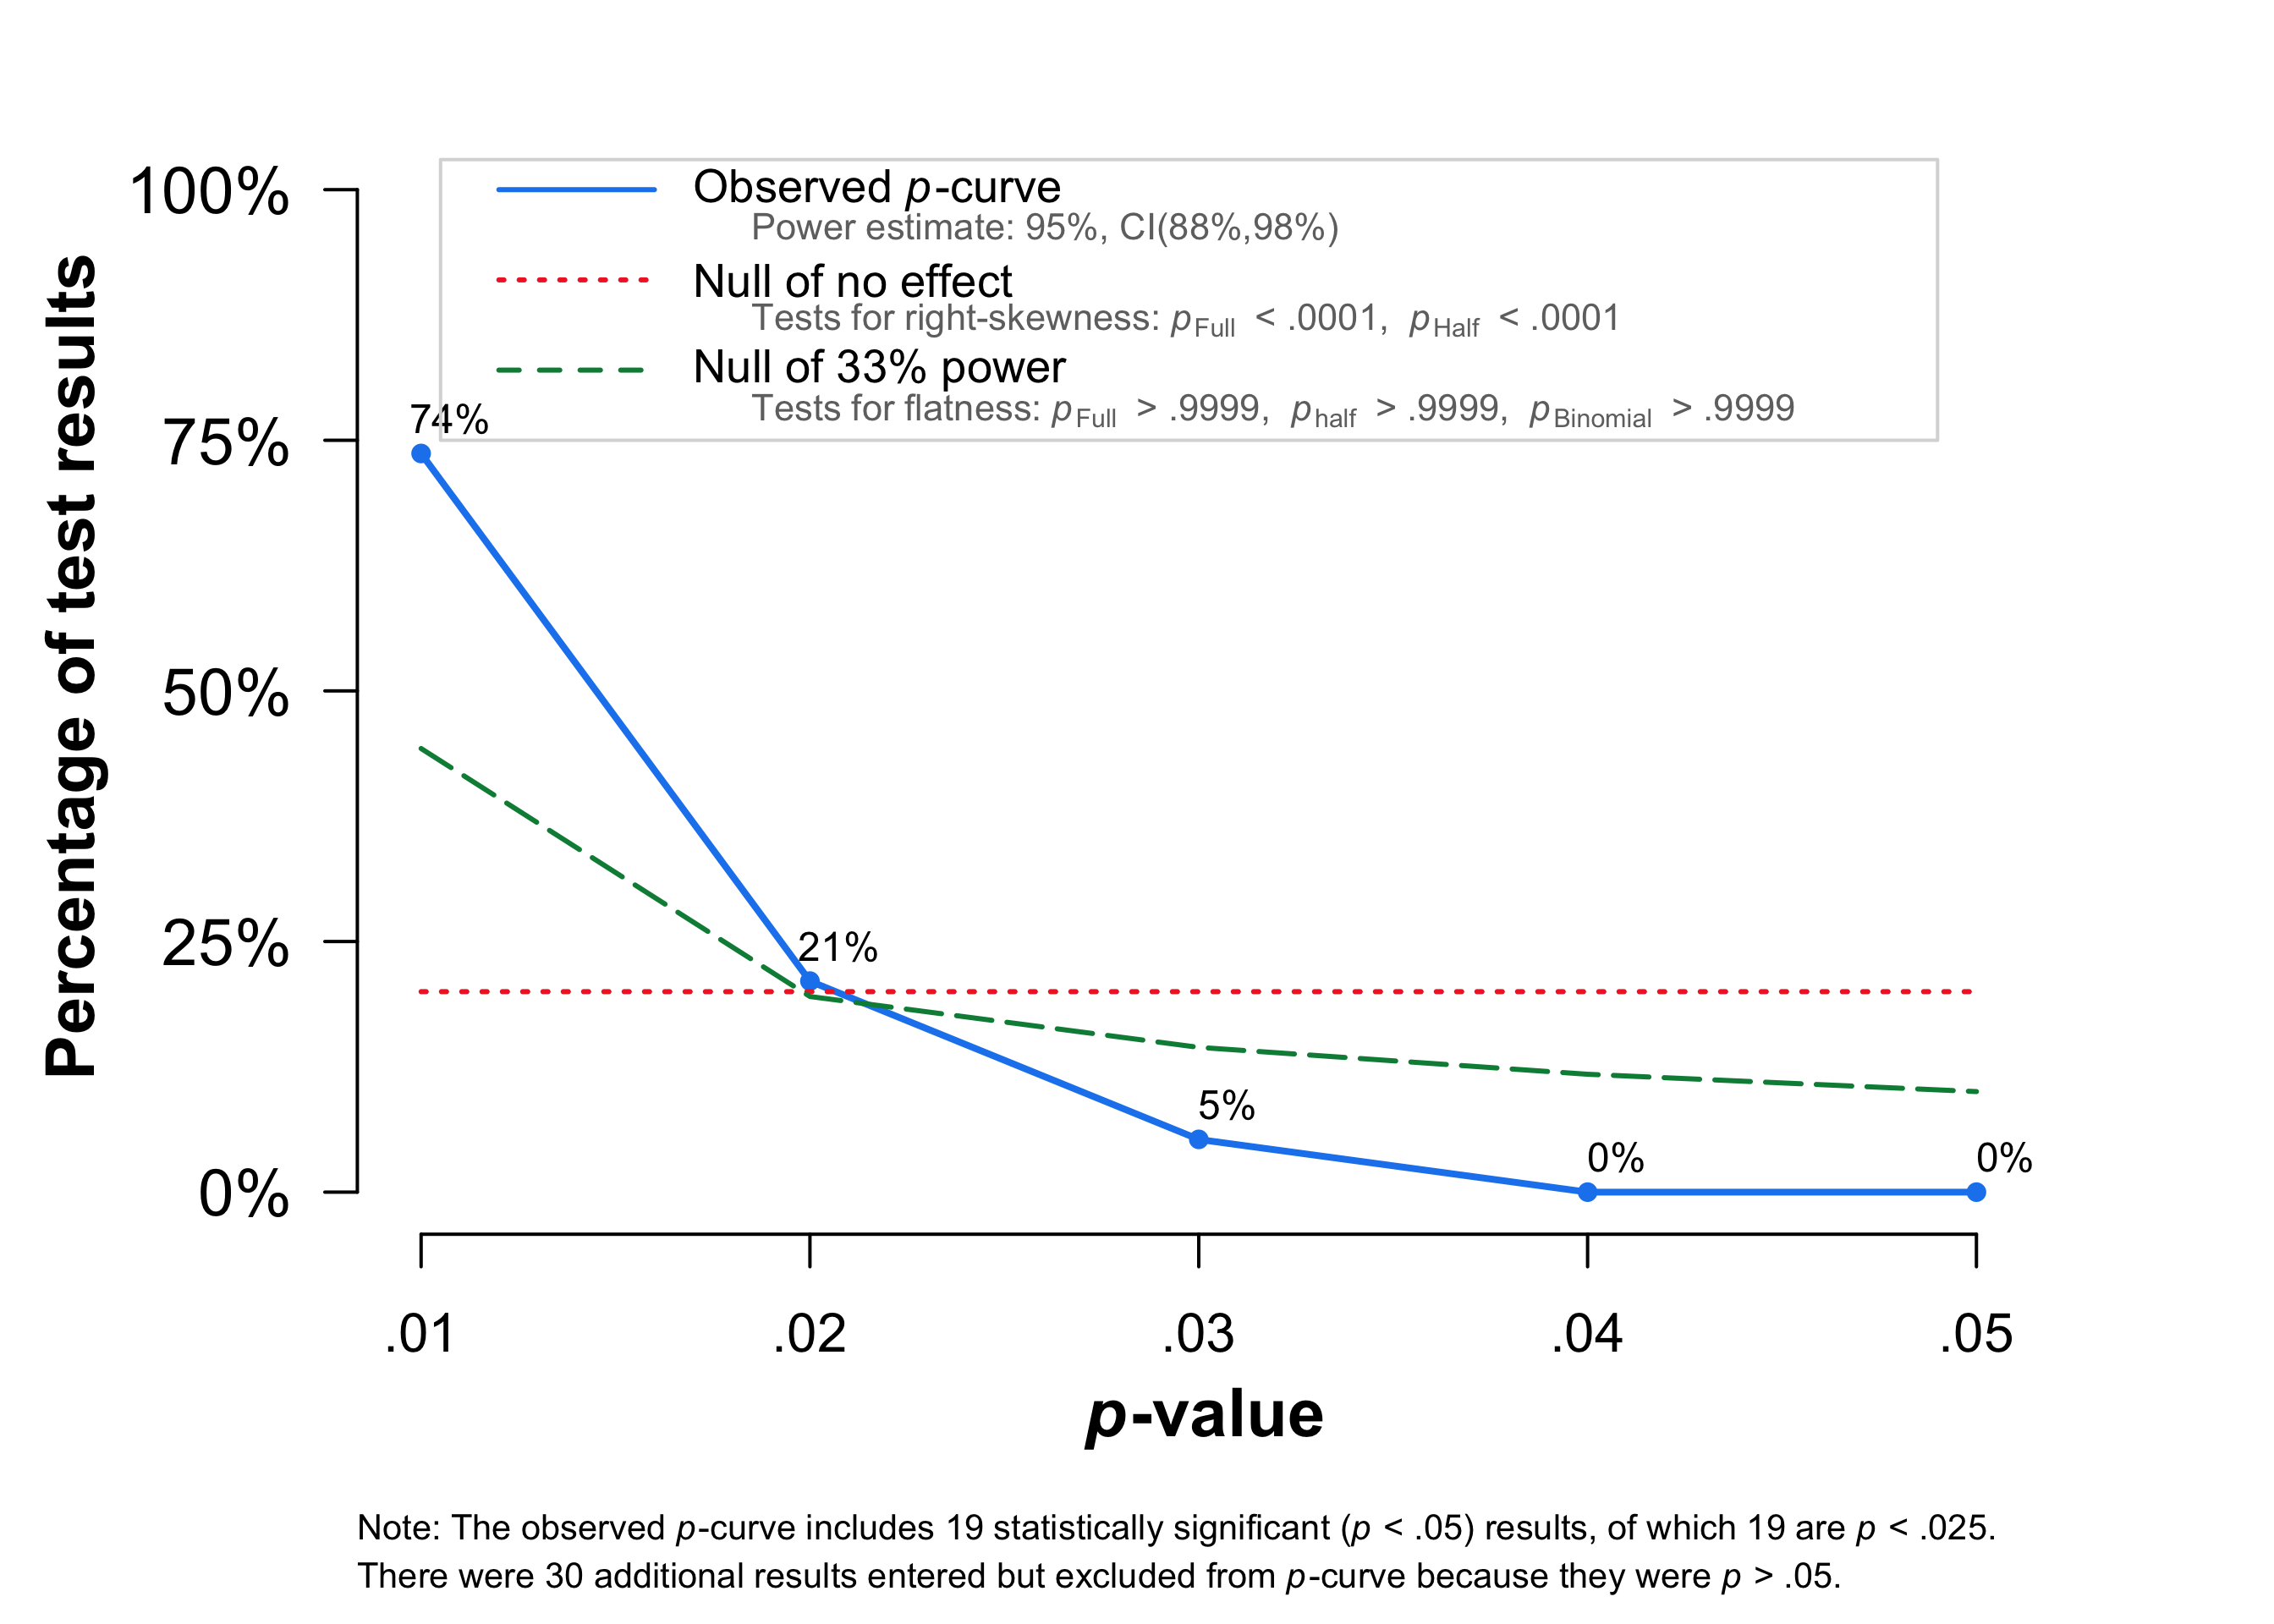 Observed p-curve
Power estimate: 95%, CI(88%,98%)
Null of no effect
Tests for right-skewness: pFull < .0001, pHalf < .0001
Null of 33% power
Tests for flatness: pFull > .9999, phalf > .9999, pBinomial > .9999
Percentage of test results
100%
75%
50%
25%
0%
74%
21%
5%
0%
0%
.01 .02 .03 .04 .05
p-value
Note: The observed p-curve includes 19 statistically significant (p < .05) results, of which 19 are p < .025.
There were 30 additional results entered but excluded from p-curve because they were p > .05.